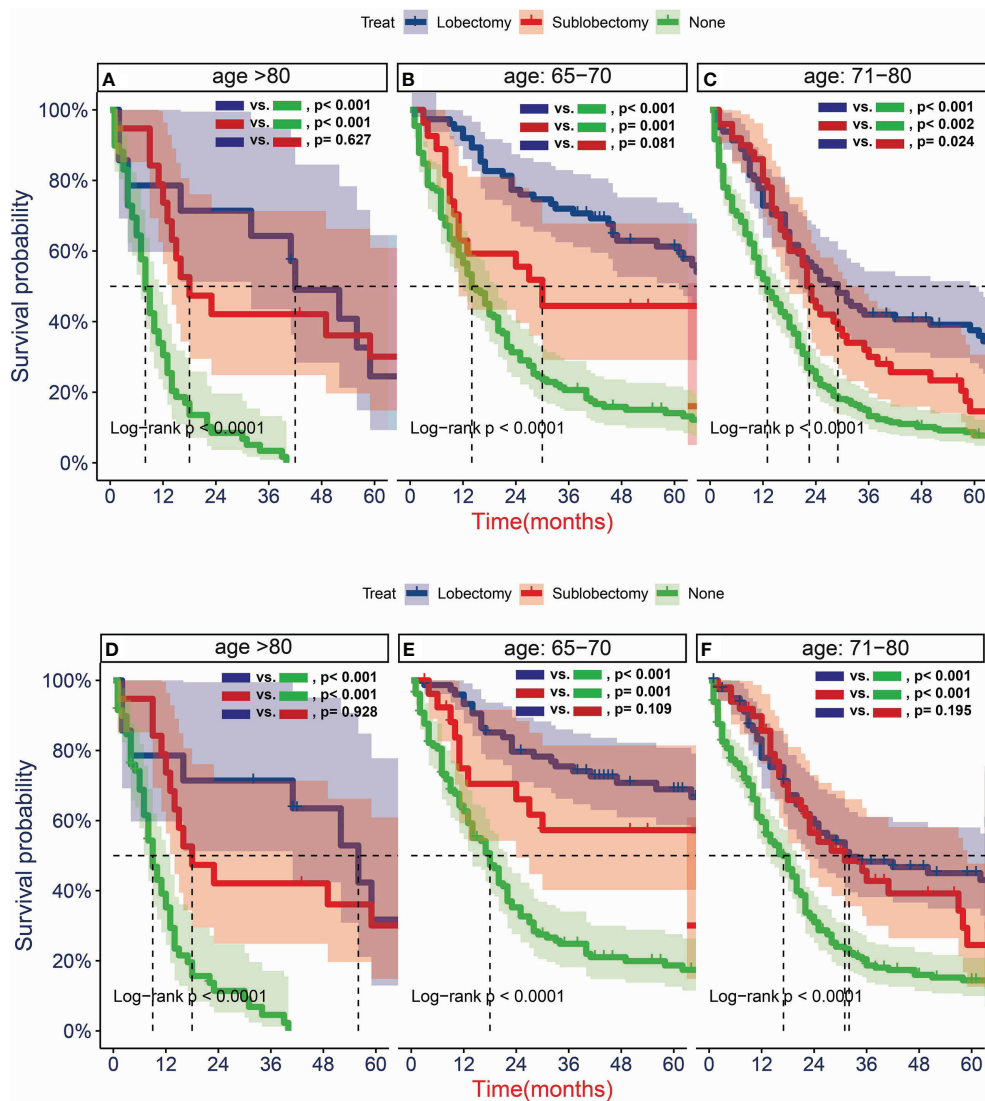 Treat Lobectomy Sublobectomy None
A age >80
B age: 65−70
C age: 71−80
vs. , p< 0.001
vs. , p< 0.001
vs. , p= 0.627
vs. , p< 0.001
vs. , p= 0.001
vs. , p= 0.081
vs. , p< 0.001
vs. , p< 0.002
vs. , p= 0.024
Survival probability
100%
80%
60%
40%
20%
0%
Log−rank p < 0.0001
Log−rank p < 0.0001
Log−rank p < 0.0001
0 12 24 36 48 60
0 12 24 36 48 60
0 12 24 36 48 60
Time(months)
Treat Lobectomy Sublobectomy None
D age >80
E age: 65−70
F age: 71−80
vs. , p< 0.001
vs. , p< 0.001
vs. , p= 0.928
vs. , p< 0.001
vs. , p= 0.001
vs. , p= 0.109
vs. , p< 0.001
vs. , p< 0.001
vs. , p= 0.195
Survival probability
100%
80%
60%
40%
20%
0%
Log−rank p < 0.0001
Log−rank p < 0.0001
Log−rank p < 0.0001
0 12 24 36 48 60
0 12 24 36 48 60
0 12 24 36 48 60
Time(months)